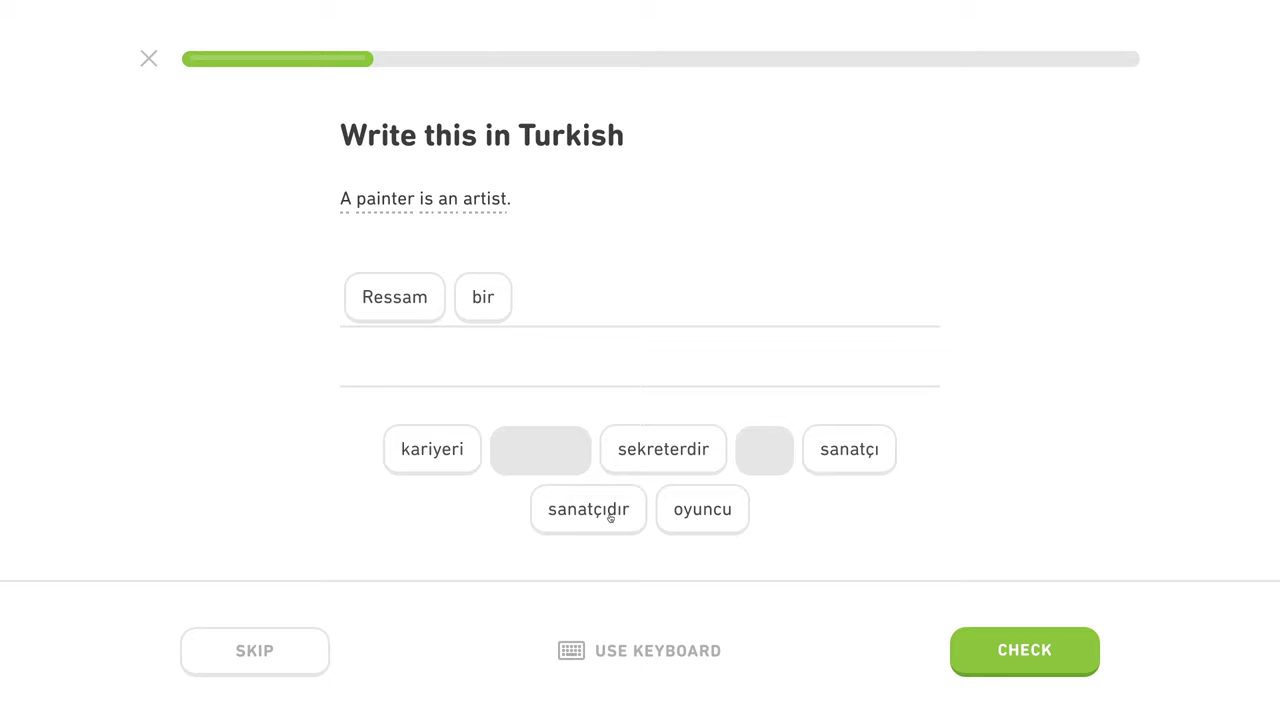 Write this in Turkish
A painter is an artist.
Ressam bir
kariyeri sekreterdir sanatçı
sanatçıdır oyuncu
SKIP USE KEYBOARD CHECK